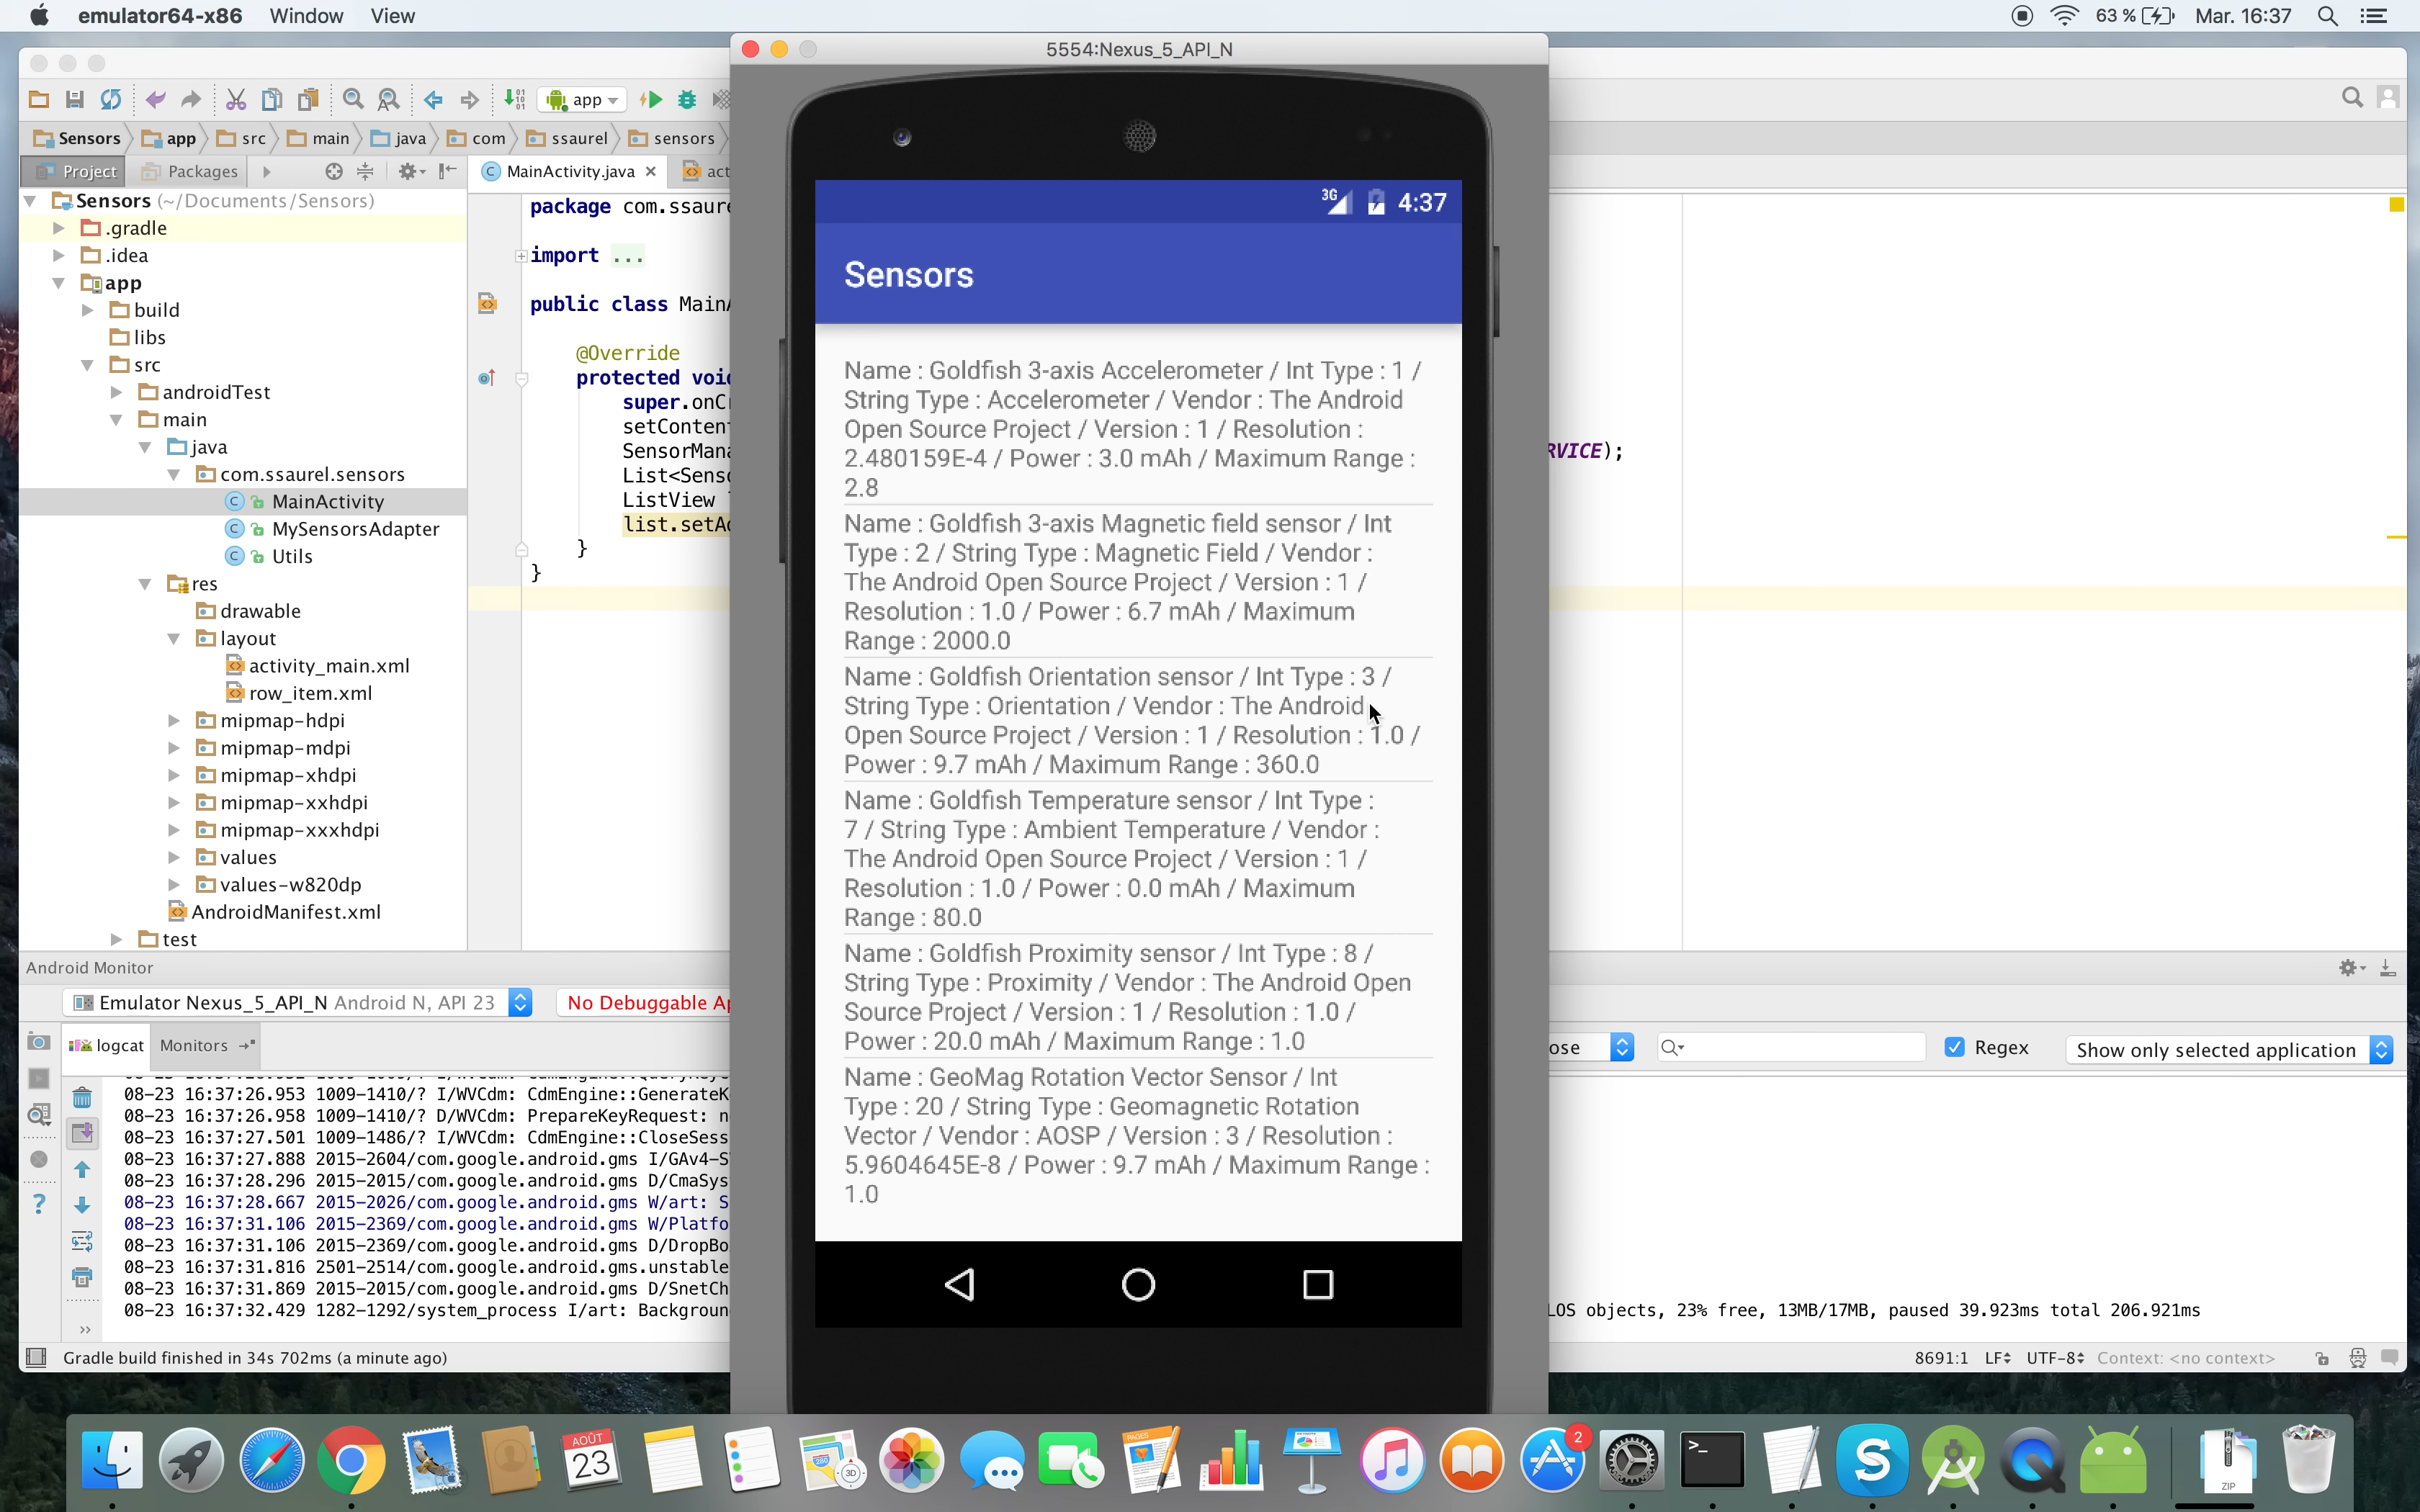 emulator64-x86 Window View
63 % Mar. 16:37
5554:Nexus_5_API_N
app
Sensors app src main java com ssaurel sensors
Project Packages
MainActivity.java
Sensors (~/Documents/Sensors)
.gradle
.idea
app
build
libs
src
androidTest
main
java
com.ssaurel.sensors
MainActivity
MySensorsAdapter
Utils
res
drawable
layout
activity_main.xml
row_item.xml
mipmap-hdpi
mipmap-mdpi
mipmap-xhdpi
mipmap-xxhdpi
mipmap-xxxhdpi
values
values-w820dp
AndroidManifest.xml
test
package com.ssaure
import ...
public class MainA
@Override
protected void
super.onCr
setConten
SensorMana
RVICE);
List<Senso
ListView
list.setAd
}
}
3G 4:37
Sensors
Name : Goldfish 3-axis Accelerometer / Int Type : 1 /
String Type : Accelerometer / Vendor : The Android
Open Source Project / Version : 1 / Resolution :
2.480159E-4 / Power : 3.0 mAh / Maximum Range :
2.8
Name : Goldfish 3-axis Magnetic field sensor / Int
Type : 2 / String Type : Magnetic Field / Vendor :
The Android Open Source Project / Version : 1 /
Resolution : 1.0 / Power : 6.7 mAh / Maximum
Range : 2000.0
Name : Goldfish Orientation sensor / Int Type : 3 /
String Type : Orientation / Vendor : The Android
Open Source Project / Version : 1 / Resolution : 1.0 /
Power : 9.7 mAh / Maximum Range : 360.0
Name : Goldfish Temperature sensor / Int Type :
7 / String Type : Ambient Temperature / Vendor :
The Android Open Source Project / Version : 1 /
Resolution : 1.0 / Power : 0.0 mAh / Maximum
Range : 80.0
Name : Goldfish Proximity sensor / Int Type : 8 /
String Type : Proximity / Vendor : The Android Open
Source Project / Version : 1 / Resolution : 1.0 /
Power : 20.0 mAh / Maximum Range : 1.0
Name : GeoMag Rotation Vector Sensor / Int
Type : 20 / String Type : Geomagnetic Rotation
Vector / Vendor : AOSP / Version : 3 / Resolution :
5.9604645E-8 / Power : 9.7 mAh / Maximum Range :
1.0
Android Monitor
Emulator Nexus_5_API_N Android N, API 23
No Debuggable Ap
logcat Monitors
ose
Regex
Show only selected application
08-23 16:37:26.953 1009-1410/? I/WVCdm: CdmEngine::GenerateK
08-23 16:37:26.958 1009-1410/? D/WVCdm: PrepareKeyRequest: n
08-23 16:37:27.501 1009-1486/? I/WVCdm: CdmEngine::CloseSess
08-23 16:37:27.888 2015-2604/com.google.android.gms I/GAv4-S
08-23 16:37:28.296 2015-2015/com.google.android.gms D/CmaSys
08-23 16:37:28.667 2015-2026/com.google.android.gms W/art: S
08-23 16:37:31.106 2015-2369/com.google.android.gms W/Platfo
08-23 16:37:31.106 2015-2369/com.google.android.gms D/DropBo
08-23 16:37:31.816 2501-2514/com.google.android.gms.unstable
08-23 16:37:31.869 2015-2015/com.google.android.gms D/SnetCh
08-23 16:37:32.429 1282-1292/system_process I/art: Backgroun
LOS objects, 23% free, 13MB/17MB, paused 39.923ms total 206.921ms
Gradle build finished in 34s 702ms (a minute ago)
8691:1 LF UTF-8 Context: <no context>
AOÛT
23
280
3D
PAGES
2
ZIP